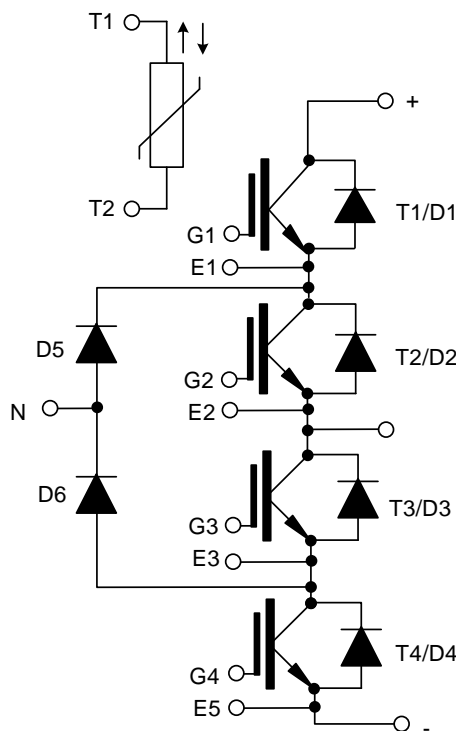 T1
+
T2
T1/D1
G1
E1
D5
T2/D2
G2
N
E2
D6
T3/D3
G3
E3
T4/D4
G4
E5
-